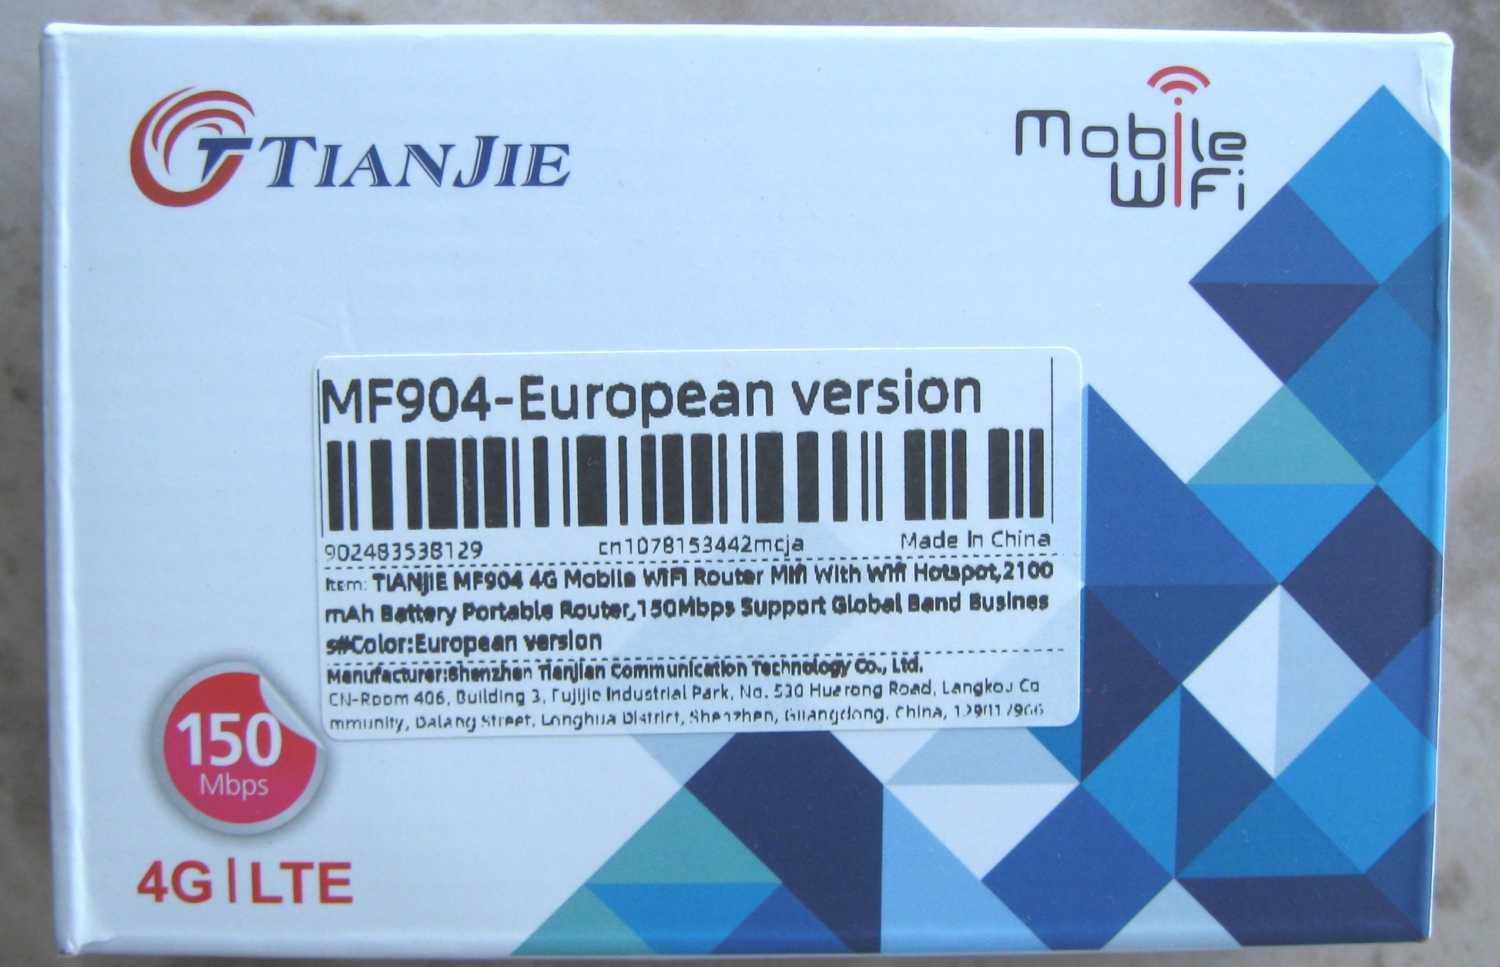 TIANJIE
Mobile
WiFi
MF904-European version
902483538129 cn1078153442mcja Made In China
Item: TIANJIE MF904 4G Mobile WIFI Router Mifi With Wifi Hotspot,2100
mAh Battery Portable Router,150Mbps Support Global Band Busines
s#Color:European version
Manufacturer:Shenzhen Tianjian Communication Technology Co., Ltd.
CN-Room 406, Building 3, Fujijie Industrial Park, No. 530 Huarong Road, Langkou Co
mmunity, Dalang Street, Longhua District, Shenzhen, Guangdong, China,
150
Mbps
4G|LTE